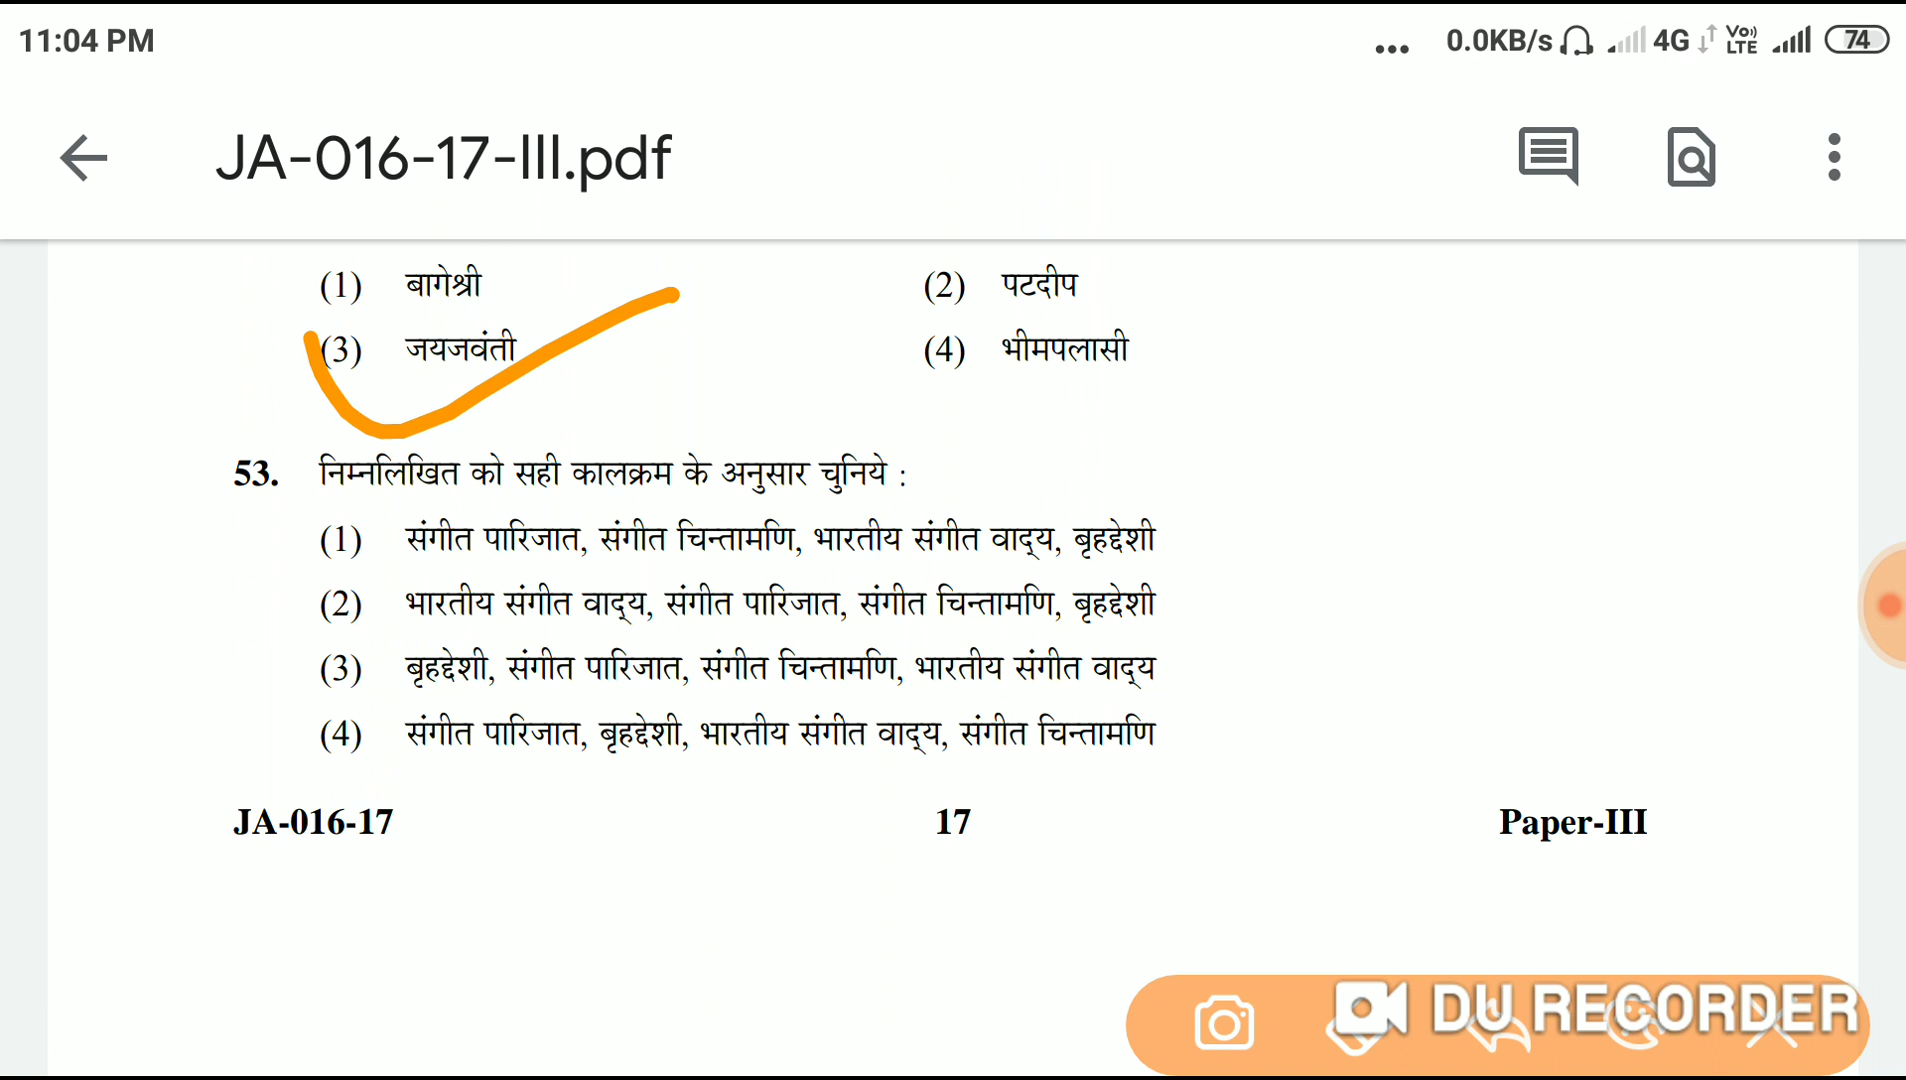 11:04 PM
... 0.0KB/s 4G VoLTE 74
JA-016-17-III.pdf
(1) बागेश्री (2) पटदीप
(3) जयजवंती (4) भीमपलासी
53. निम्नलिखित को सही कालक्रम के अनुसार चुनिये :
(1) संगीत पारिजात, संगीत चिन्तामणि, भारतीय संगीत वाद्य, बृहद्देशी
(2) भारतीय संगीत वाद्य, संगीत पारिजात, संगीत चिन्तामणि, बृहद्देशी
(3) बृहद्देशी, संगीत पारिजात, संगीत चिन्तामणि, भारतीय संगीत वाद्य
(4) संगीत पारिजात, बृहद्देशी, भारतीय संगीत वाद्य, संगीत चिन्तामणि
JA-016-17 17 Paper-III
DU RECORDER